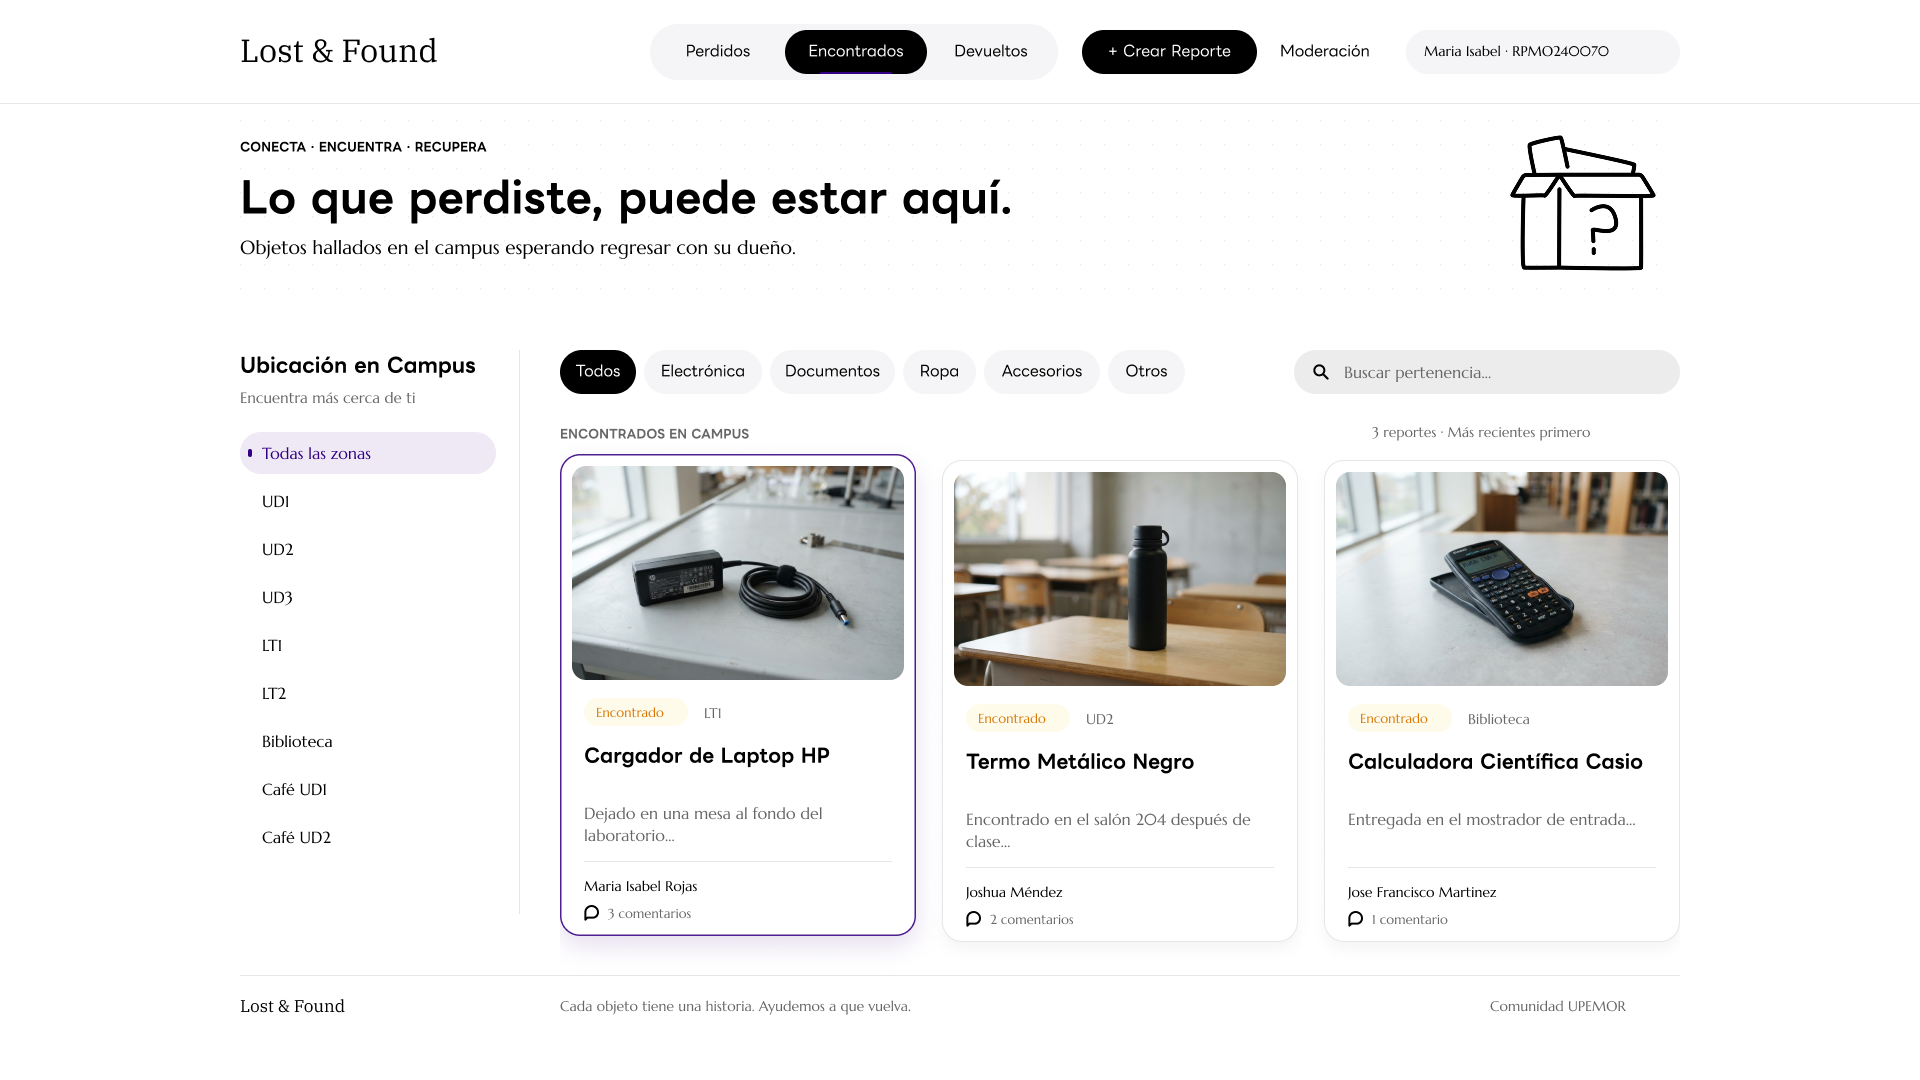 Lost & Found
Perdidos
Encontrados
Devueltos
+ Crear Reporte
Moderación
Maria Isabel · RPMO240070
CONECTA · ENCUENTRA · RECUPERA
Lo que perdiste, puede estar aquí.
Objetos hallados en el campus esperando regresar con su dueño.
?
Ubicación en Campus
Encuentra más cerca de ti
Todas las zonas
UD1
UD2
UD3
LT1
LT2
Biblioteca
Café UD1
Café UD2
Todos
Electrónica
Documentos
Ropa
Accesorios
Otros
Buscar pertenencia...
ENCONTRADOS EN CAMPUS
3 reportes · Más recientes primero
Encontrado
LT1
Cargador de Laptop HP
Dejado en una mesa al fondo del
laboratorio...
Maria Isabel Rojas
3 comentarios
Encontrado
UD2
Termo Metálico Negro
Encontrado en el salón 204 después de
clase...
Joshua Méndez
2 comentarios
Encontrado
Biblioteca
Calculadora Científica Casio
Entregada en el mostrador de entrada...
Jose Francisco Martinez
1 comentario
Lost & Found
Cada objeto tiene una historia. Ayudemos a que vuelva.
Comunidad UPEMOR